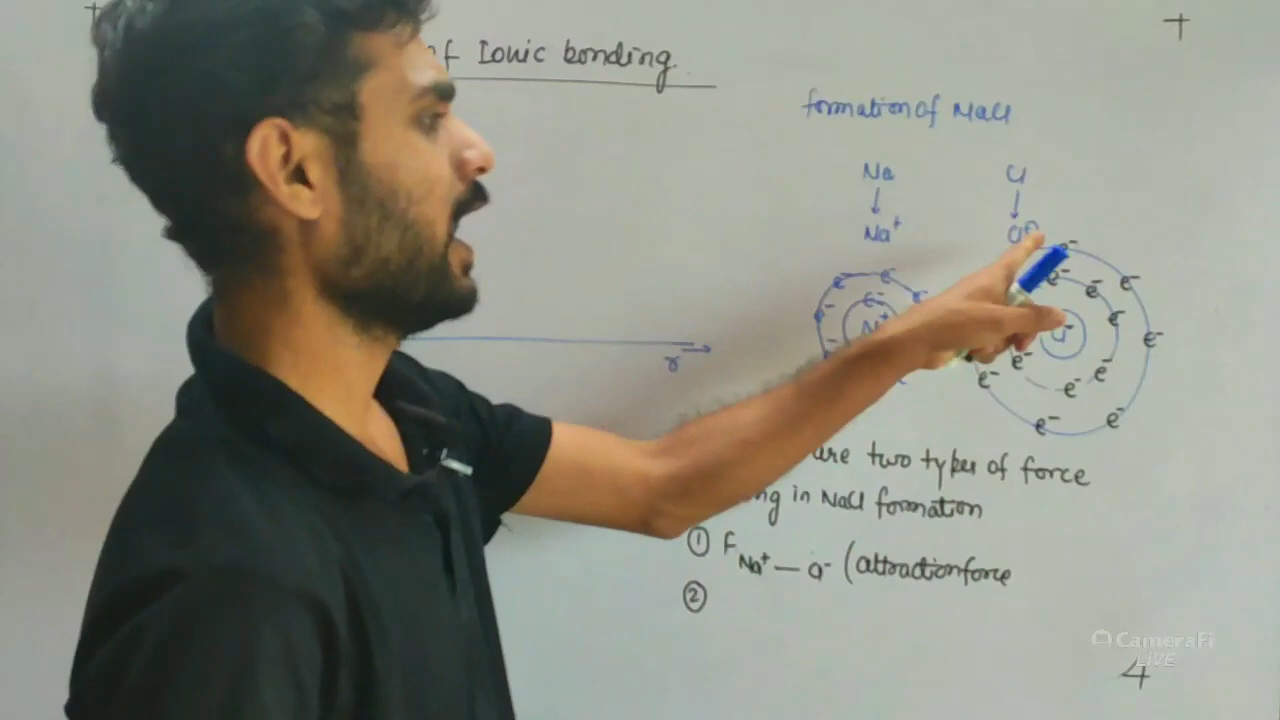 of Ionic bonding
formation of NaCl
Na Cl
Na⁺
e⁻ e⁻ e⁻ e⁻ e⁻
e⁻ e⁻ e⁻ e⁻
e⁻ e⁻ e⁻
e⁻ e⁻
e⁻ e⁻ e⁻
e⁻ e⁻
r
are two types of force
in NaCl formation
① F Na⁺ — Cl⁻ (attraction force
②
CameraFi
LIVE
4